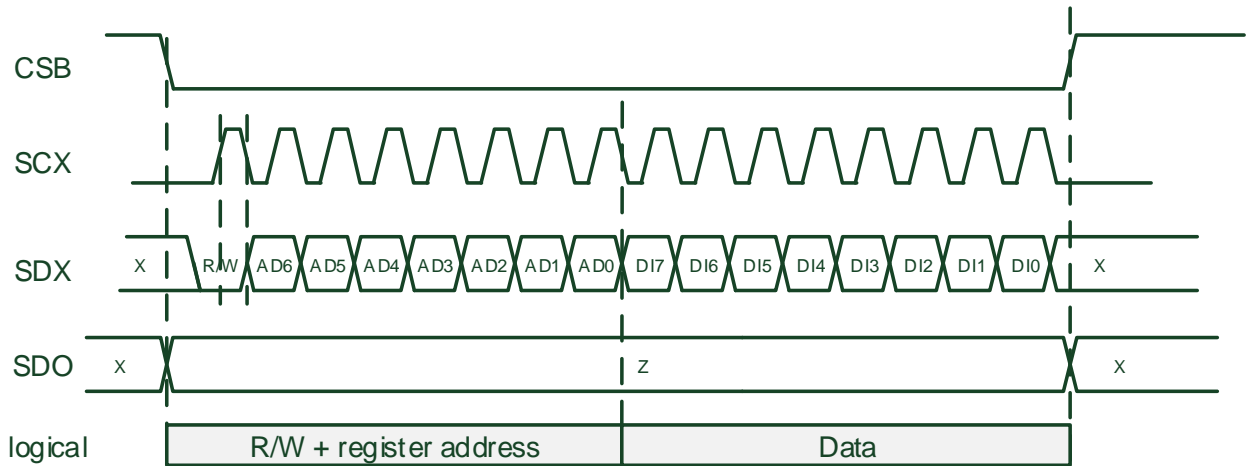 CSB
SCX
SDX X R/W AD6 AD5 AD4 AD3 AD2 AD1 AD0 DI7 DI6 DI5 DI4 DI3 DI2 DI1 DI0 X
SDO X Z X
logical R/W + register address Data